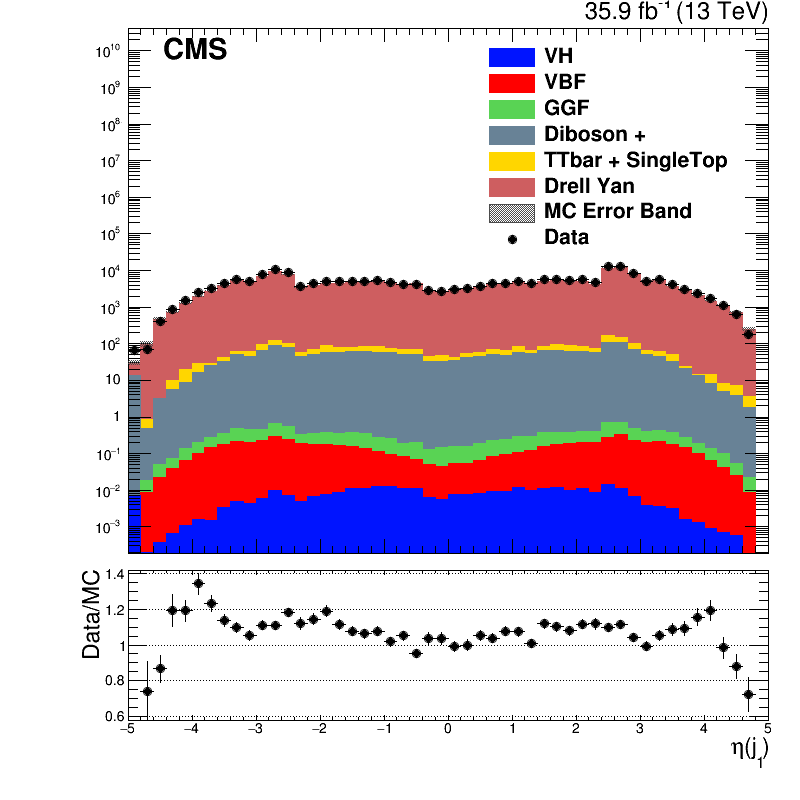 35.9 fb⁻¹ (13 TeV)
CMS
VH
VBF
GGF
Diboson +
TTbar + SingleTop
Drell Yan
MC Error Band
Data
10¹⁰
10⁹
10⁸
10⁷
10⁶
10⁵
10⁴
10³
10²
10
1
10⁻¹
10⁻²
10⁻³
Data/MC
1.4
1.2
1
0.8
0.6
−5 −4 −3 −2 −1 0 1 2 3 4 5
η(j₁)